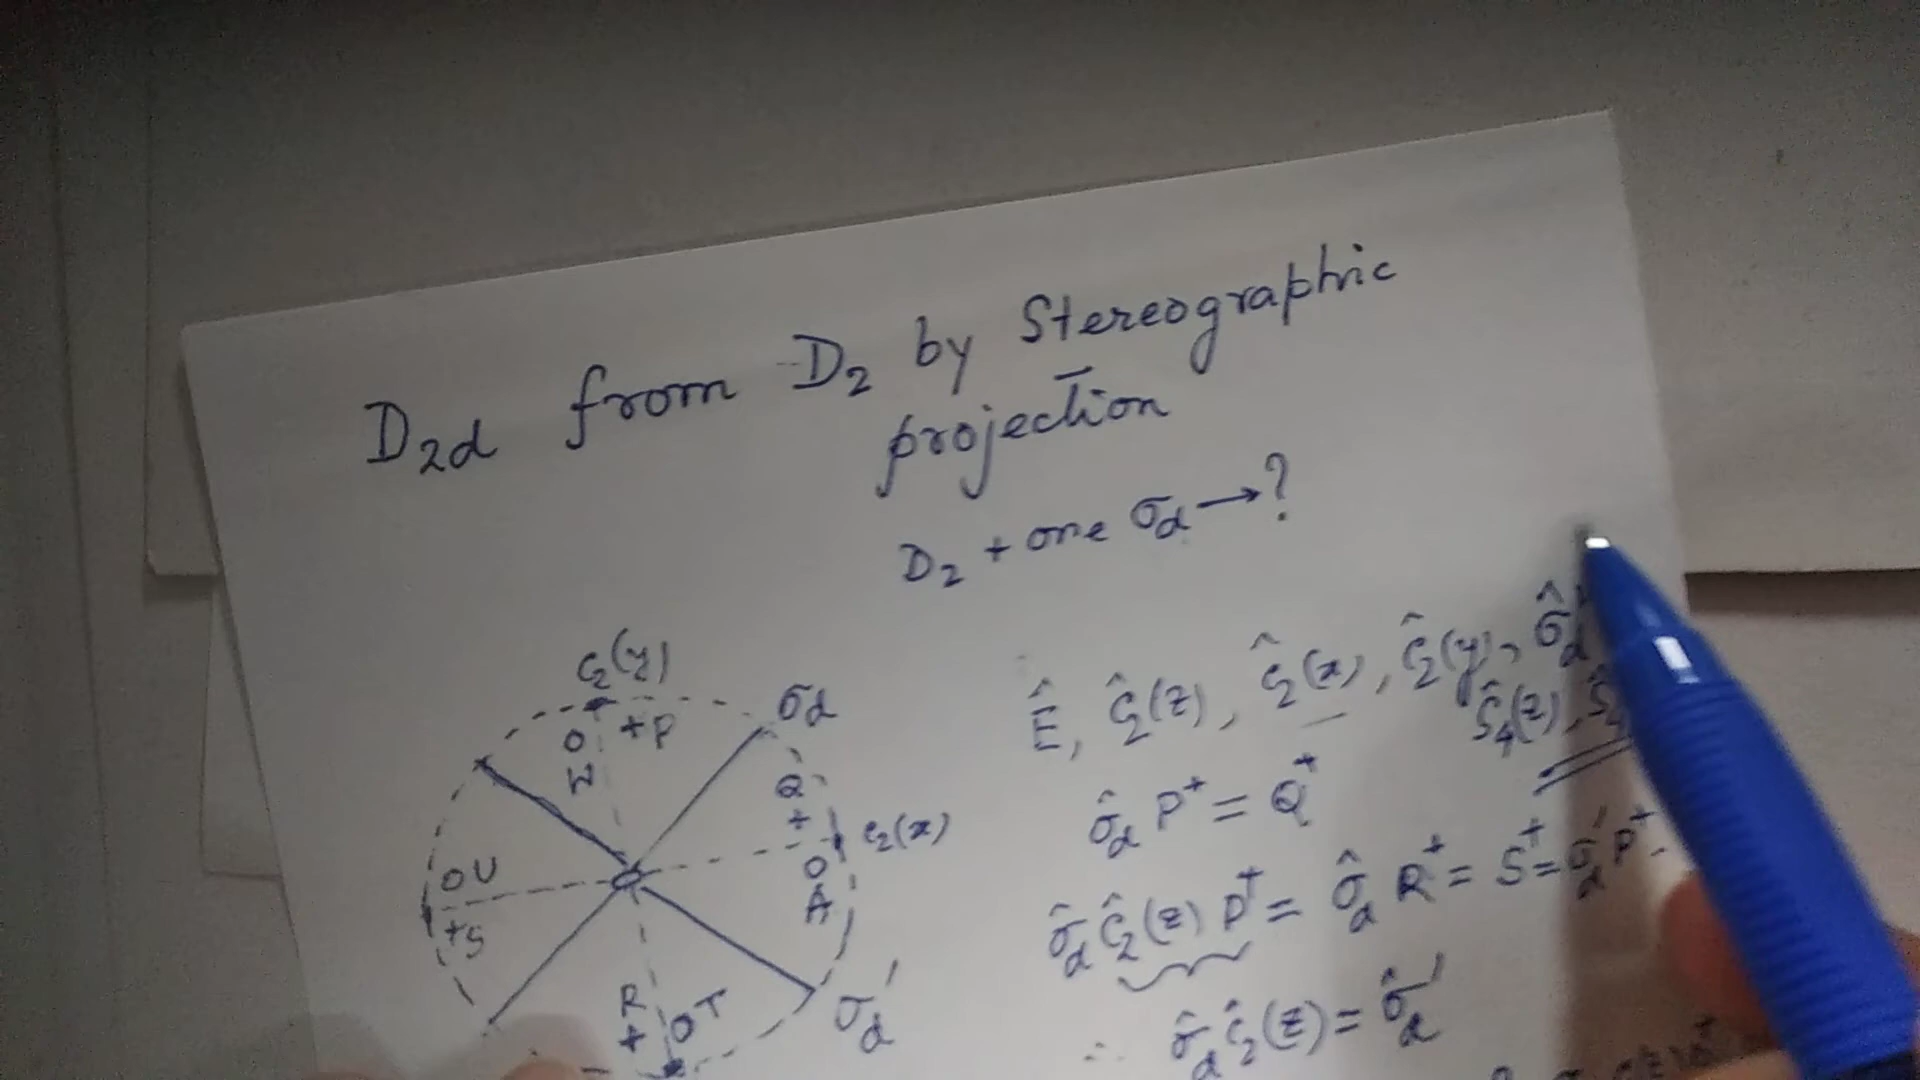 D₂d from D₂ by Stereographic
projection
D₂ + one σd → ?
C₂(y)
σd
O +P
W
Q
+
C₂(x)
O
A
OU
+S
R
+ OT
σd'
Ê, Ĉ₂(z), Ĉ₂(x), Ĉ₂(y), σ̂d
Ŝ₄(z),
σ̂d P⁺ = Q⁺
σ̂d Ĉ₂(z) P⁺ = σ̂d R⁺ = S⁺ = σ̂d' P⁺
∴ σ̂d Ĉ₂(z) = σ̂d'